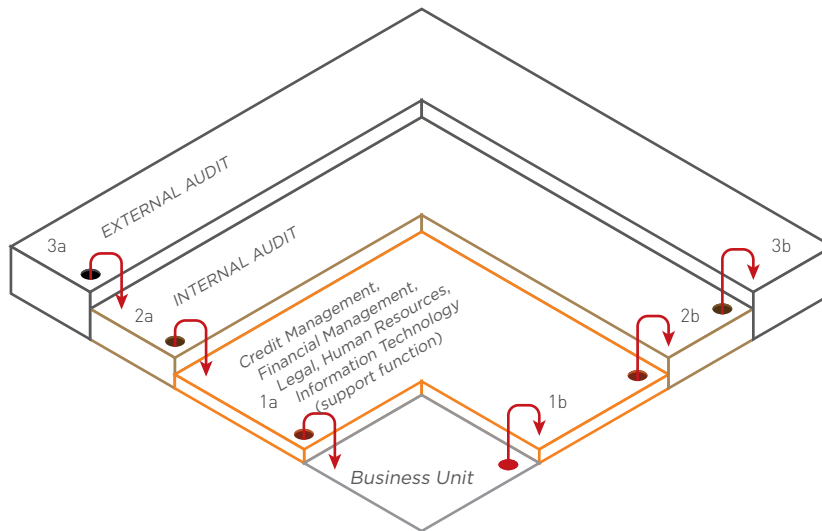 EXTERNAL AUDIT
3a
3b
INTERNAL AUDIT
2a
2b
Credit Management,
Financial Management,
Legal, Human Resources,
Information Technology
(support function)
1a
1b
Business Unit